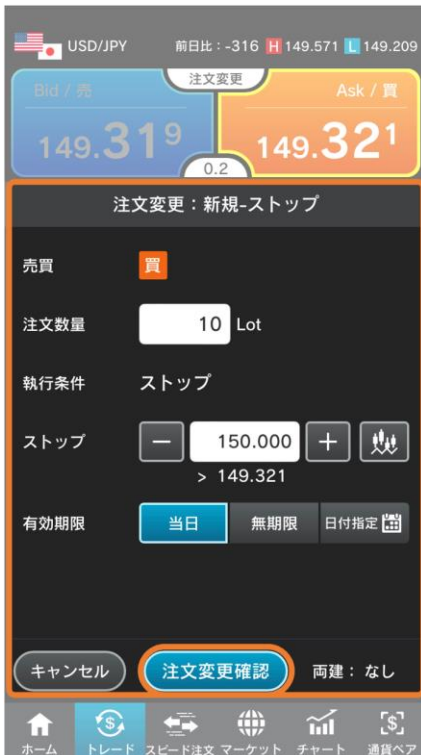 USD/JPY 前日比：-316 H 149.571 L 149.209
注文変更
Bid / 売 Ask / 買
149.319 149.321
0.2
注文変更：新規-ストップ
売買 買
注文数量 10 Lot
執行条件 ストップ
ストップ － 150.000 ＋
> 149.321
有効期限 当日 無期限 日付指定
キャンセル 注文変更確認 両建： なし
ホーム トレード スピード注文 マーケット チャート 通貨ペア